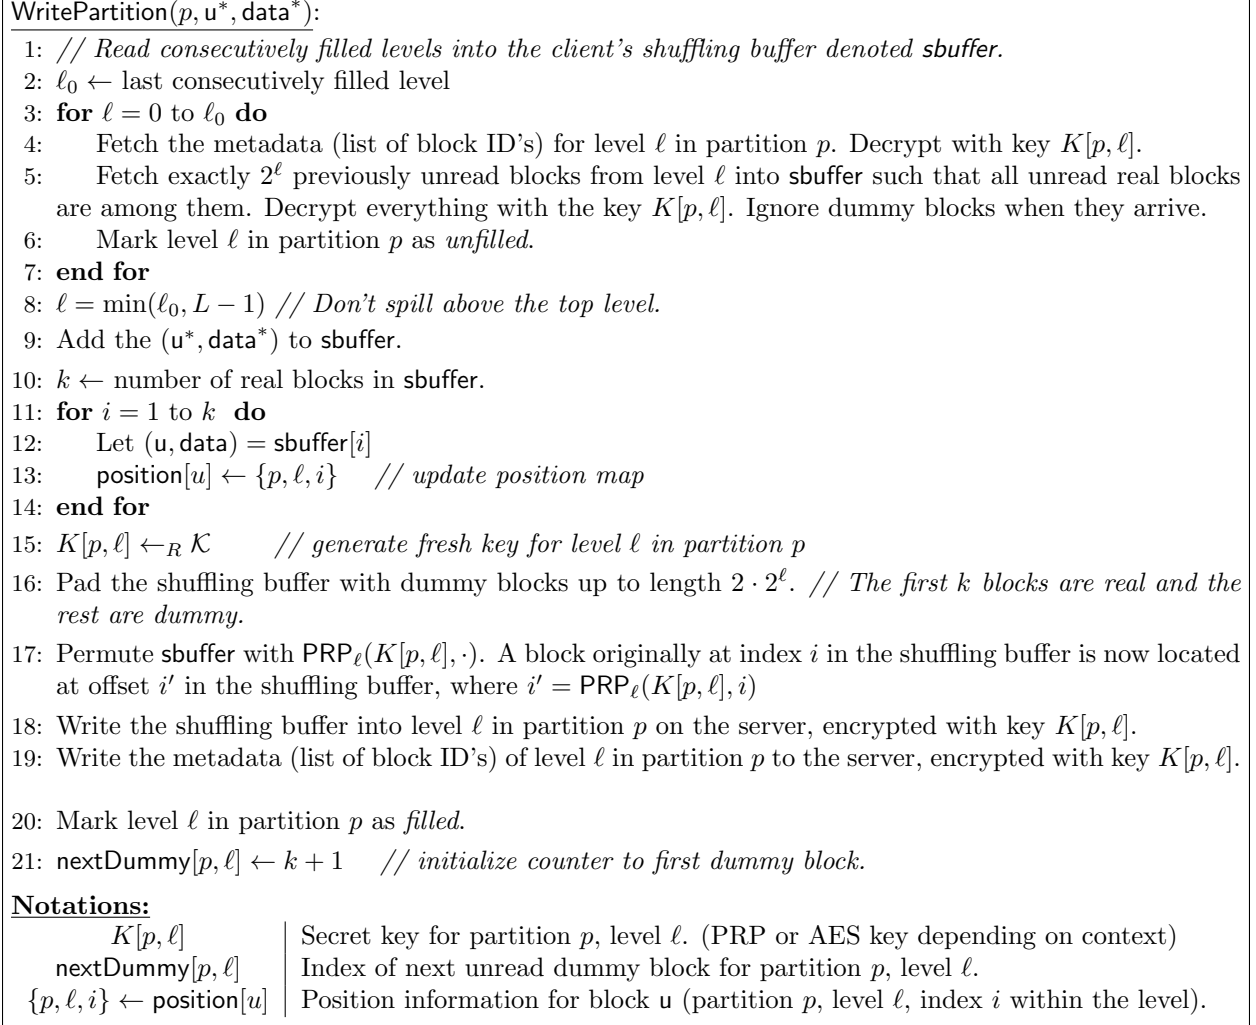 WritePartition(p, u*, data*):
1: // Read consecutively filled levels into the client's shuffling buffer denoted sbuffer.
2: ℓ₀ ← last consecutively filled level
3: for ℓ = 0 to ℓ₀ do
4: Fetch the metadata (list of block ID's) for level ℓ in partition p. Decrypt with key K[p, ℓ].
5: Fetch exactly 2^ℓ previously unread blocks from level ℓ into sbuffer such that all unread real blocks
are among them. Decrypt everything with the key K[p, ℓ]. Ignore dummy blocks when they arrive.
6: Mark level ℓ in partition p as unfilled.
7: end for
8: ℓ = min(ℓ₀, L − 1) // Don't spill above the top level.
9: Add the (u*, data*) to sbuffer.
10: k ← number of real blocks in sbuffer.
11: for i = 1 to k do
12: Let (u, data) = sbuffer[i]
13: position[u] ← {p, ℓ, i} // update position map
14: end for
15: K[p, ℓ] ←_R 𝒦 // generate fresh key for level ℓ in partition p
16: Pad the shuffling buffer with dummy blocks up to length 2 · 2^ℓ. // The first k blocks are real and the
rest are dummy.
17: Permute sbuffer with PRP_ℓ(K[p, ℓ], ·). A block originally at index i in the shuffling buffer is now located
at offset i′ in the shuffling buffer, where i′ = PRP_ℓ(K[p, ℓ], i)
18: Write the shuffling buffer into level ℓ in partition p on the server, encrypted with key K[p, ℓ].
19: Write the metadata (list of block ID's) of level ℓ in partition p to the server, encrypted with key K[p, ℓ].
20: Mark level ℓ in partition p as filled.
21: nextDummy[p, ℓ] ← k + 1 // initialize counter to first dummy block.
Notations:
K[p, ℓ] | Secret key for partition p, level ℓ. (PRP or AES key depending on context)
nextDummy[p, ℓ] | Index of next unread dummy block for partition p, level ℓ.
{p, ℓ, i} ← position[u] | Position information for block u (partition p, level ℓ, index i within the level).